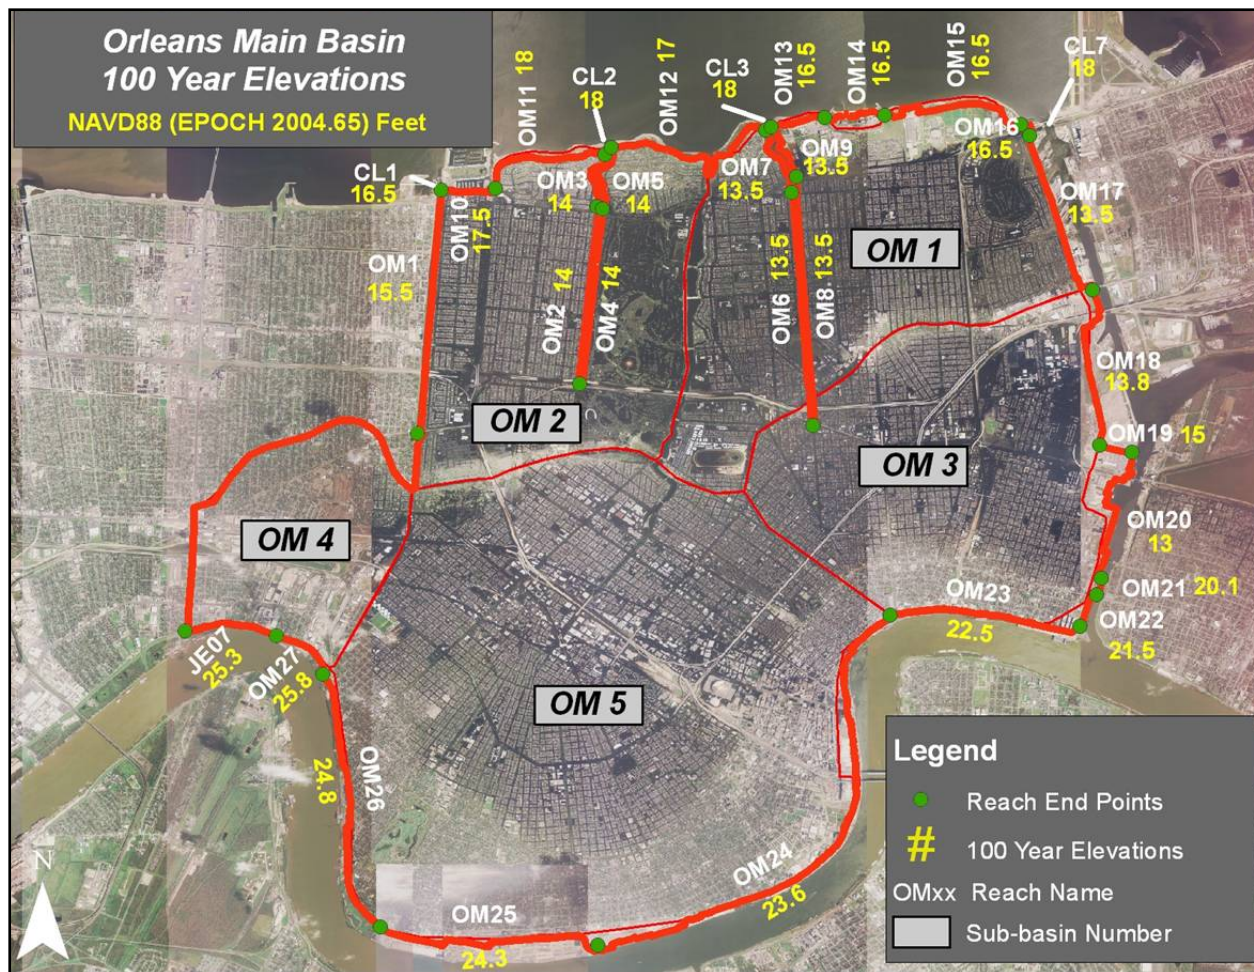 Orleans Main Basin
100 Year Elevations
NAVD88 (EPOCH 2004.65) Feet
OM11 18
CL2
18
OM12 17
CL3
18
OM13
16.5
OM14
16.5
OM15
16.5
CL7
18
CL1
16.5
OM10
17.5
OM3
14
OM5
14
OM7
13.5
OM9
13.5
OM16
16.5
OM17
13.5
OM1
15.5
OM2
14
OM4
14
OM6
13.5
OM8
13.5
OM 1
OM18
13.8
OM 2
OM19 15
OM 3
OM 4
OM20
13
OM21 20.1
OM22
21.5
OM23
22.5
JE07
25.3
OM27
25.8
OM 5
OM26
24.8
OM24
23.6
OM25
24.3
N
Legend
Reach End Points
# 100 Year Elevations
OMxx Reach Name
Sub-basin Number